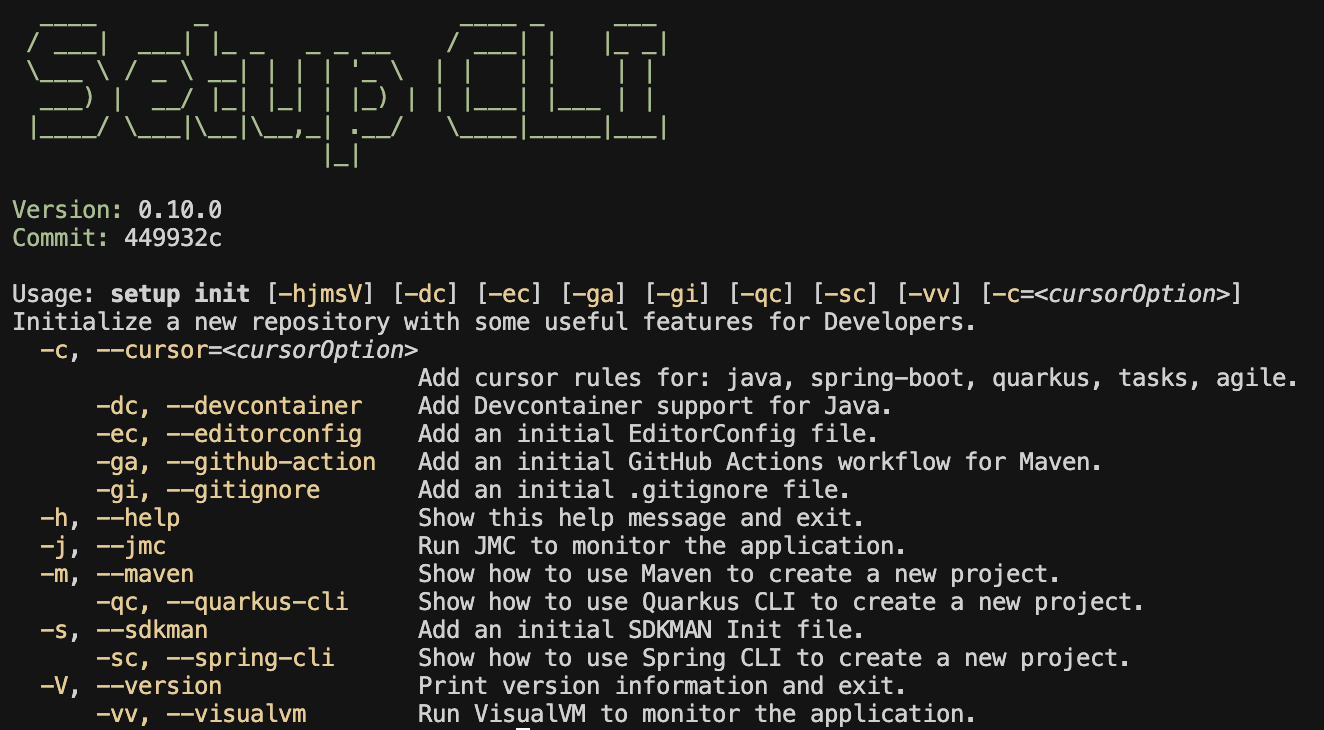 Setup CLI
Version: 0.10.0
Commit: 449932c
Usage: setup init [-hjmsV] [-dc] [-ec] [-ga] [-gi] [-qc] [-sc] [-vv] [-c=<cursorOption>]
Initialize a new repository with some useful features for Developers.
-c, --cursor=<cursorOption>
Add cursor rules for: java, spring-boot, quarkus, tasks, agile.
-dc, --devcontainer Add Devcontainer support for Java.
-ec, --editorconfig Add an initial EditorConfig file.
-ga, --github-action Add an initial GitHub Actions workflow for Maven.
-gi, --gitignore Add an initial .gitignore file.
-h, --help Show this help message and exit.
-j, --jmc Run JMC to monitor the application.
-m, --maven Show how to use Maven to create a new project.
-qc, --quarkus-cli Show how to use Quarkus CLI to create a new project.
-s, --sdkman Add an initial SDKMAN Init file.
-sc, --spring-cli Show how to use Spring CLI to create a new project.
-V, --version Print version information and exit.
-vv, --visualvm Run VisualVM to monitor the application.